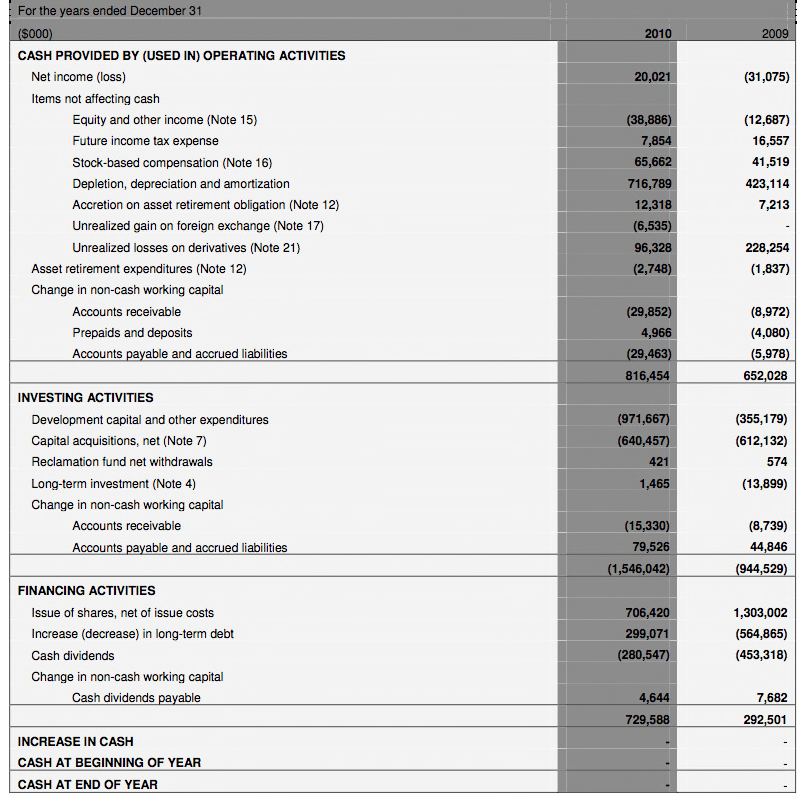 For the years ended December 31
($000) 2010 2009
CASH PROVIDED BY (USED IN) OPERATING ACTIVITIES
Net income (loss) 20,021 (31,075)
Items not affecting cash
Equity and other income (Note 15) (38,886) (12,687)
Future income tax expense 7,854 16,557
Stock-based compensation (Note 16) 65,662 41,519
Depletion, depreciation and amortization 716,789 423,114
Accretion on asset retirement obligation (Note 12) 12,318 7,213
Unrealized gain on foreign exchange (Note 17) (6,535) -
Unrealized losses on derivatives (Note 21) 96,328 228,254
Asset retirement expenditures (Note 12) (2,748) (1,837)
Change in non-cash working capital
Accounts receivable (29,852) (8,972)
Prepaids and deposits 4,966 (4,080)
Accounts payable and accrued liabilities (29,463) (5,978)
816,454 652,028
INVESTING ACTIVITIES
Development capital and other expenditures (971,667) (355,179)
Capital acquisitions, net (Note 7) (640,457) (612,132)
Reclamation fund net withdrawals 421 574
Long-term investment (Note 4) 1,465 (13,899)
Change in non-cash working capital
Accounts receivable (15,330) (8,739)
Accounts payable and accrued liabilities 79,526 44,846
(1,546,042) (944,529)
FINANCING ACTIVITIES
Issue of shares, net of issue costs 706,420 1,303,002
Increase (decrease) in long-term debt 299,071 (564,865)
Cash dividends (280,547) (453,318)
Change in non-cash working capital
Cash dividends payable 4,644 7,682
729,588 292,501
INCREASE IN CASH - -
CASH AT BEGINNING OF YEAR - -
CASH AT END OF YEAR - -